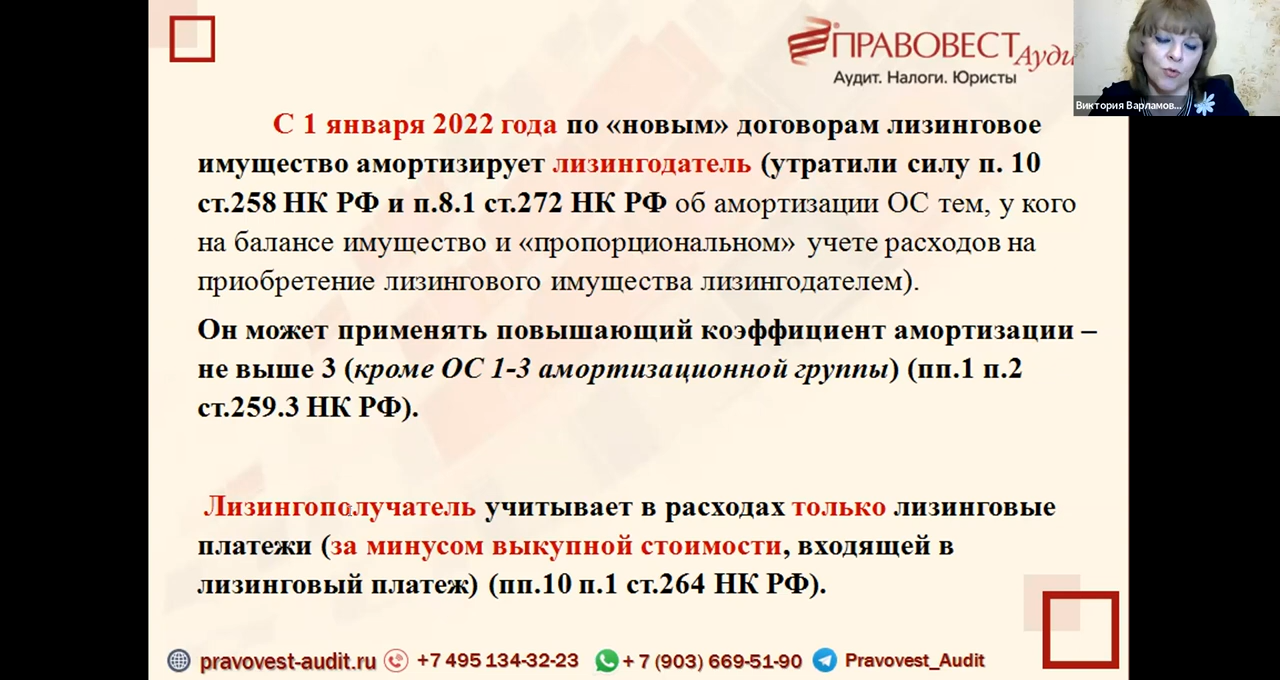 ПРАВОВЕСТ Ауди
Аудит. Налоги. Юристы
Виктория Варламов...
С 1 января 2022 года по «новым» договорам лизинговое
имущество амортизирует лизингодатель (утратили силу п. 10
ст.258 НК РФ и п.8.1 ст.272 НК РФ об амортизации ОС тем, у кого
на балансе имущество и «пропорциональном» учете расходов на
приобретение лизингового имущества лизингодателем).
Он может применять повышающий коэффициент амортизации –
не выше 3 (кроме ОС 1-3 амортизационной группы) (пп.1 п.2
ст.259.3 НК РФ).
Лизингополучатель учитывает в расходах только лизинговые
платежи (за минусом выкупной стоимости, входящей в
лизинговый платеж) (пп.10 п.1 ст.264 НК РФ).
pravovest-audit.ru +7 495 134-32-23 + 7 (903) 669-51-90 Pravovest_Audit